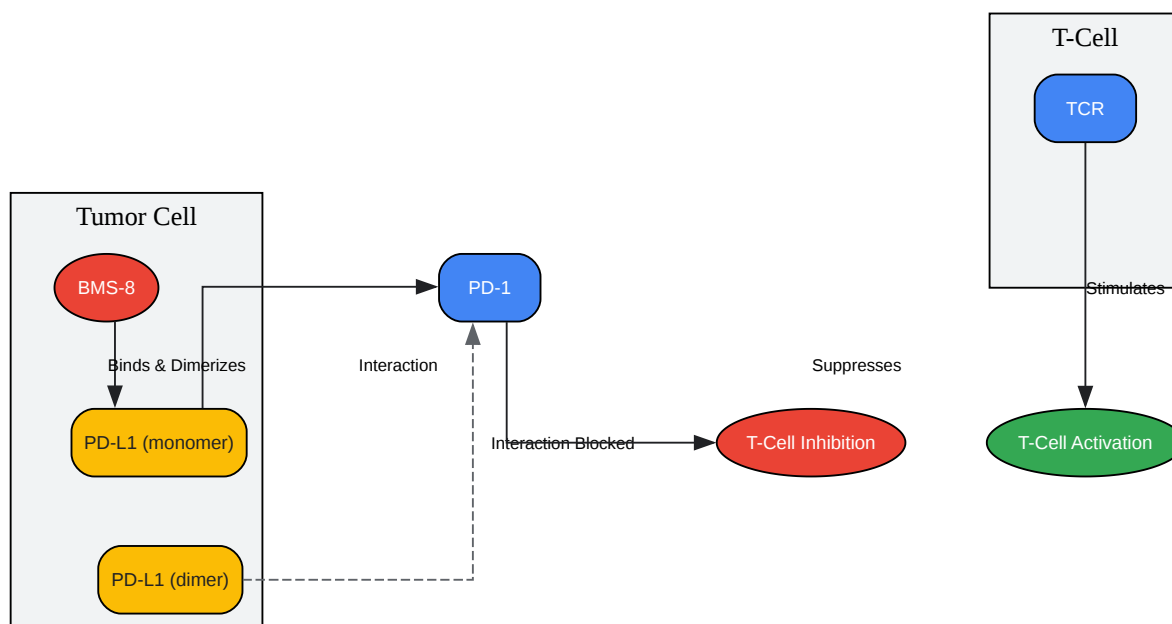 T-Cell
TCR
Tumor Cell
BMS-8
PD-1
Stimulates
Binds & Dimerizes
Interaction
Suppresses
PD-L1 (monomer)
Interaction Blocked
T-Cell Inhibition
T-Cell Activation
PD-L1 (dimer)